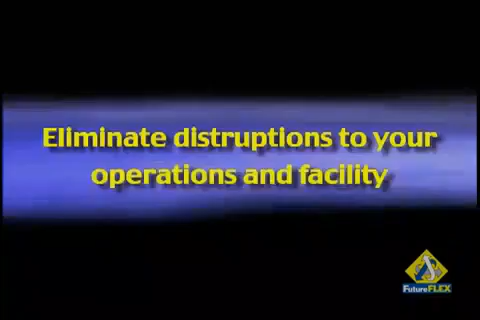 Eliminate distruptions to your
operations and facility
FutureFLEX